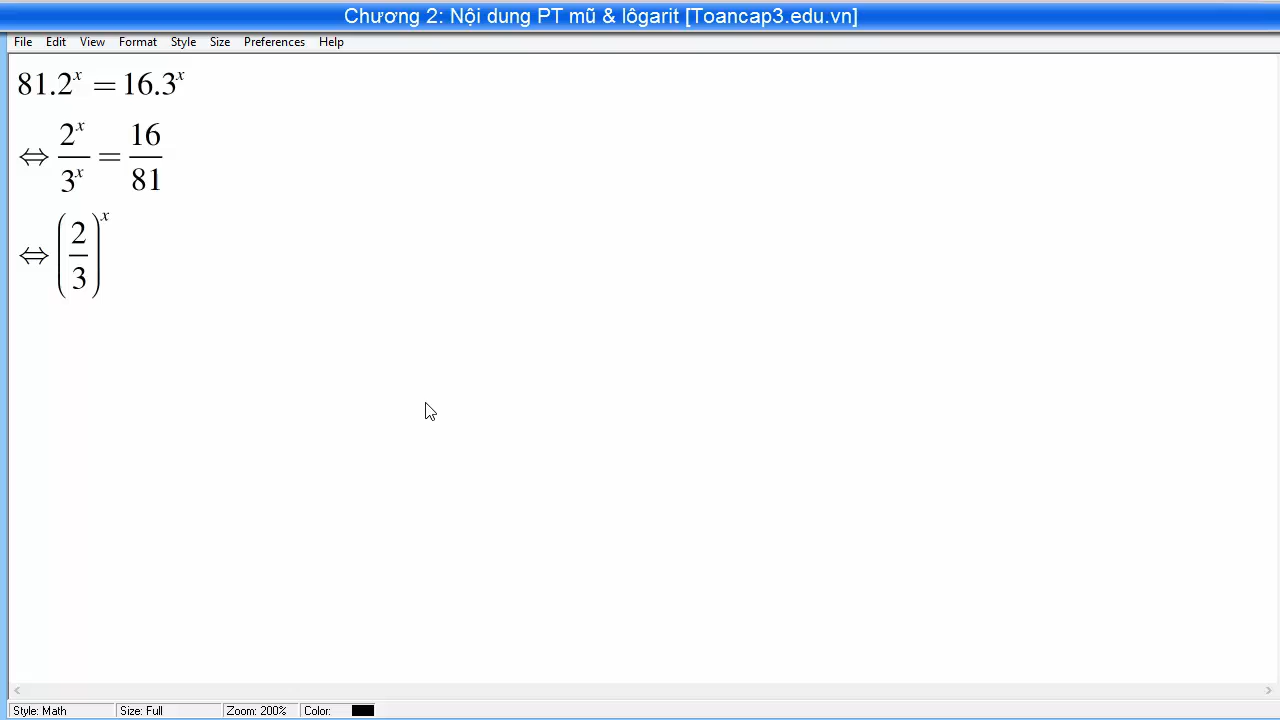 Chương 2: Nội dung PT mũ & lôgarit [Toancap3.edu.vn]
File Edit View Format Style Size Preferences Help
81.2^x = 16.3^x
⇔ 2^x/3^x = 16/81
⇔ (2/3)^x
Style: Math Size: Full Zoom: 200% Color: